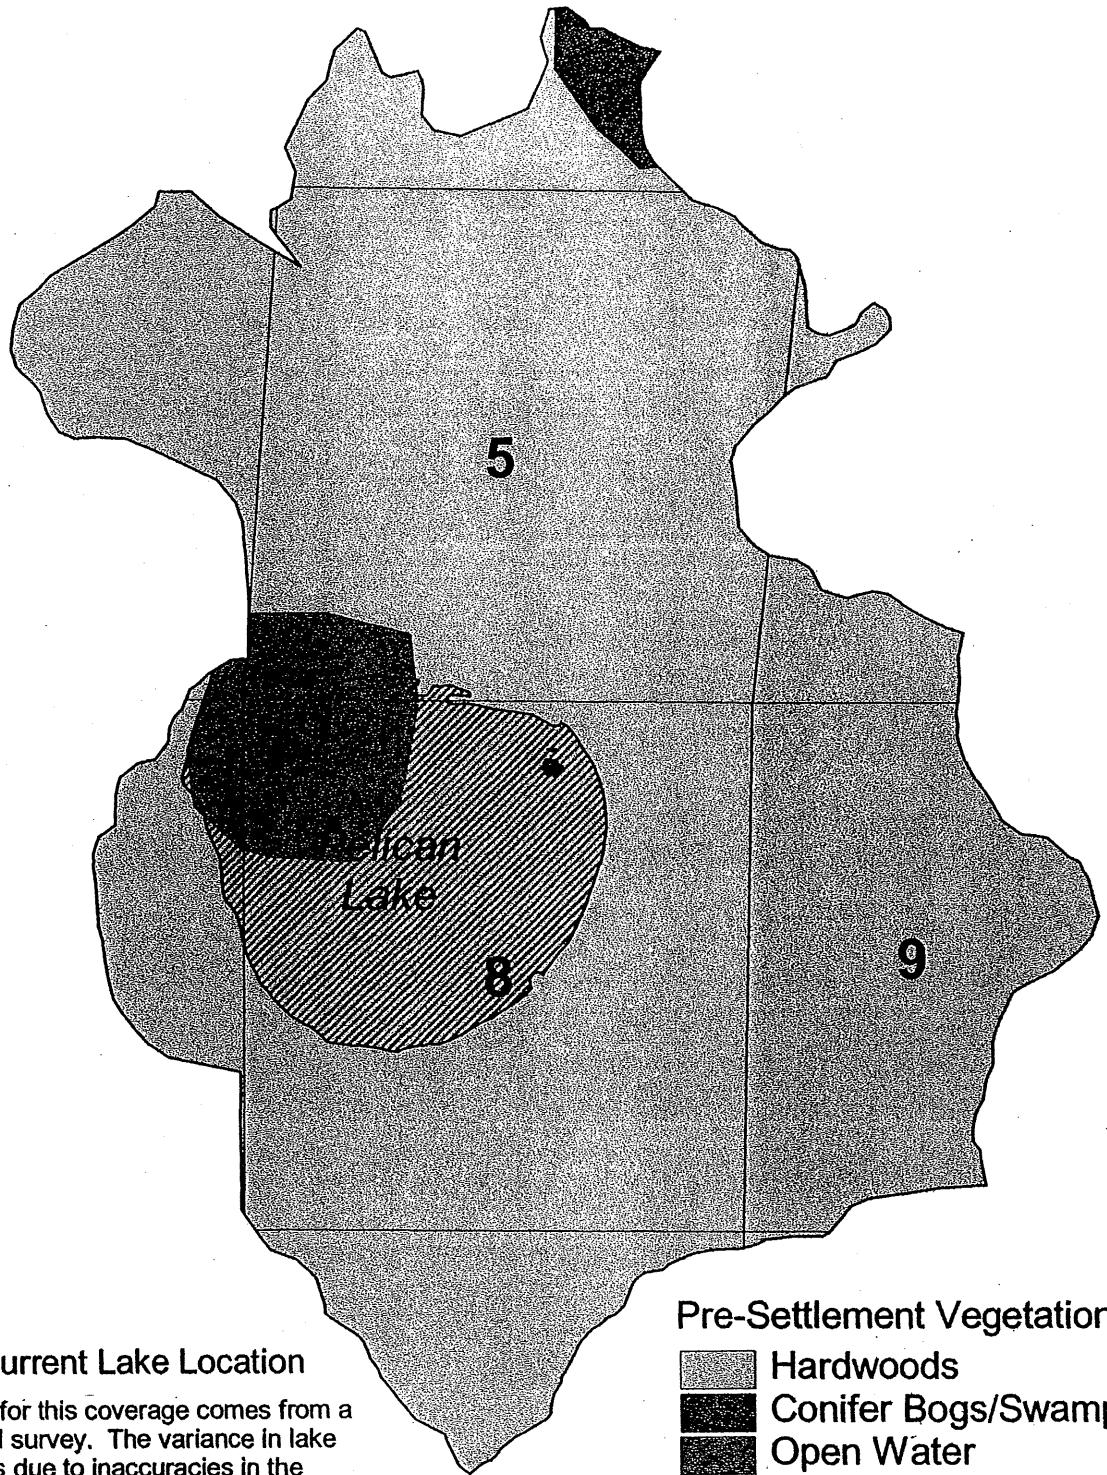 5
elican
Lake
8
9
urrent Lake Location
for this coverage comes from a
survey. The variance in lake
s due to inaccuracies in the
Pre-Settlement Vegetation
Hardwoods
Conifer Bogs/Swamp
Open Water